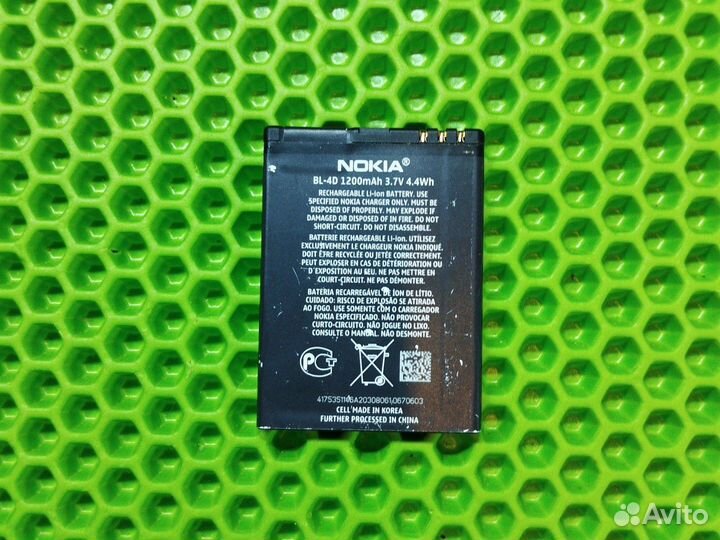 NOKIA®
BL-4D 1200mAh 3.7V 4.4Wh
RECHARGEABLE Li-ion BATTERY. USE
SPECIFIED NOKIA CHARGER ONLY. MUST BE
DISPOSED OF PROPERLY. MAY EXPLODE IF
DAMAGED OR DISPOSED OF IN FIRE. DO NOT
SHORT-CIRCUIT. DO NOT DISASSEMBLE.
BATTERIE RECHARGEABLE Li-ion. UTILISEZ
EXCLUSIVEMENT LE CHARGEUR NOKIA INDIQUÉ.
DOIT ÊTRE RECYCLÉE OU JETÉE CORRECTEMENT.
PEUT EXPLOSER EN CAS DE DÉTÉRIORATION OU
EXPOSITION AU FEU. NE PAS METTRE EN
COURT-CIRCUIT. NE PAS DÉMONTER.
BATERIA RECARREGÁVEL DE ÍON DE LÍTIO.
CUIDADO: RISCO DE EXPLOSÃO SE ATIRADA
AO FOGO. USE SOMENTE COM O CARREGADOR
NOKIA ESPECIFICADO. NÃO PROVOCAR
CURTO-CIRCUITO. NÃO JOGUE NO LIXO.
CONSULTE O MANUAL. NÃO DESMONTE
CELL MADE IN KOREA
FURTHER PROCESSED IN CHINA
Avito